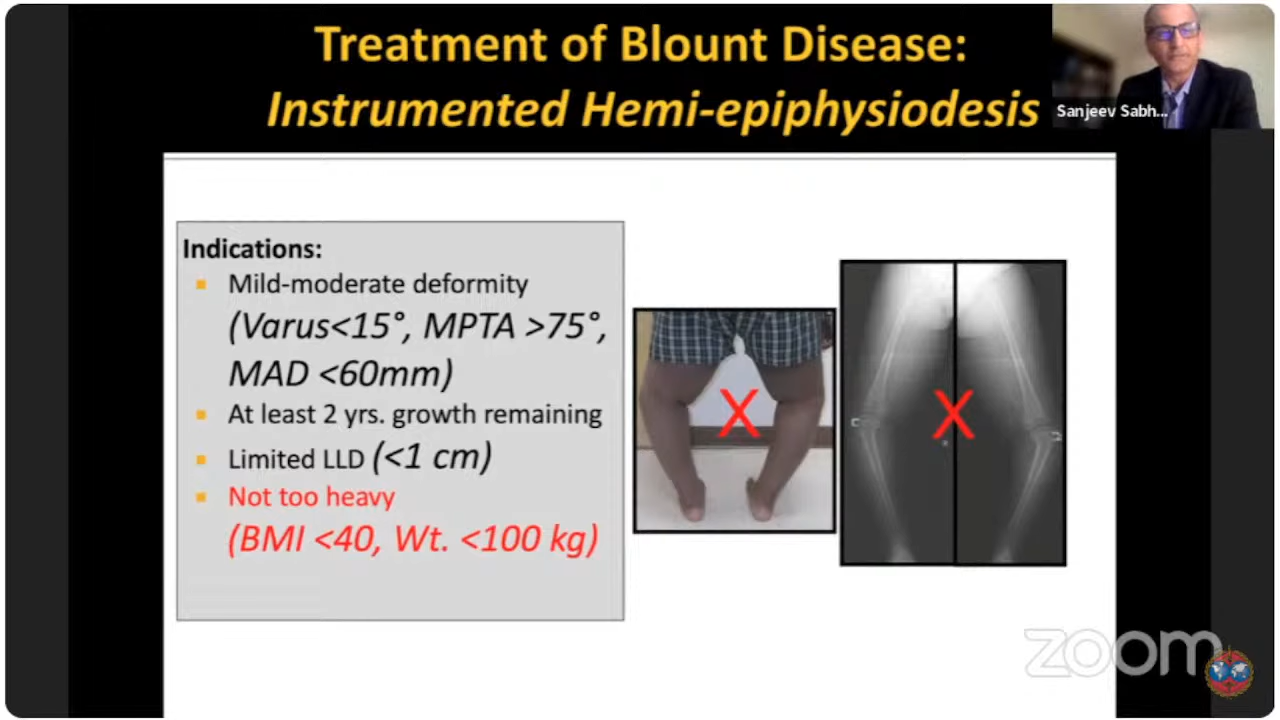 Treatment of Blount Disease:
Instrumented Hemi-epiphysiodesis
Sanjeev Sabh...
Indications:
Mild-moderate deformity
(Varus<15°, MPTA >75°,
MAD <60mm)
At least 2 yrs. growth remaining
Limited LLD (<1 cm)
Not too heavy
(BMI <40, Wt. <100 kg)
X
X
zoom